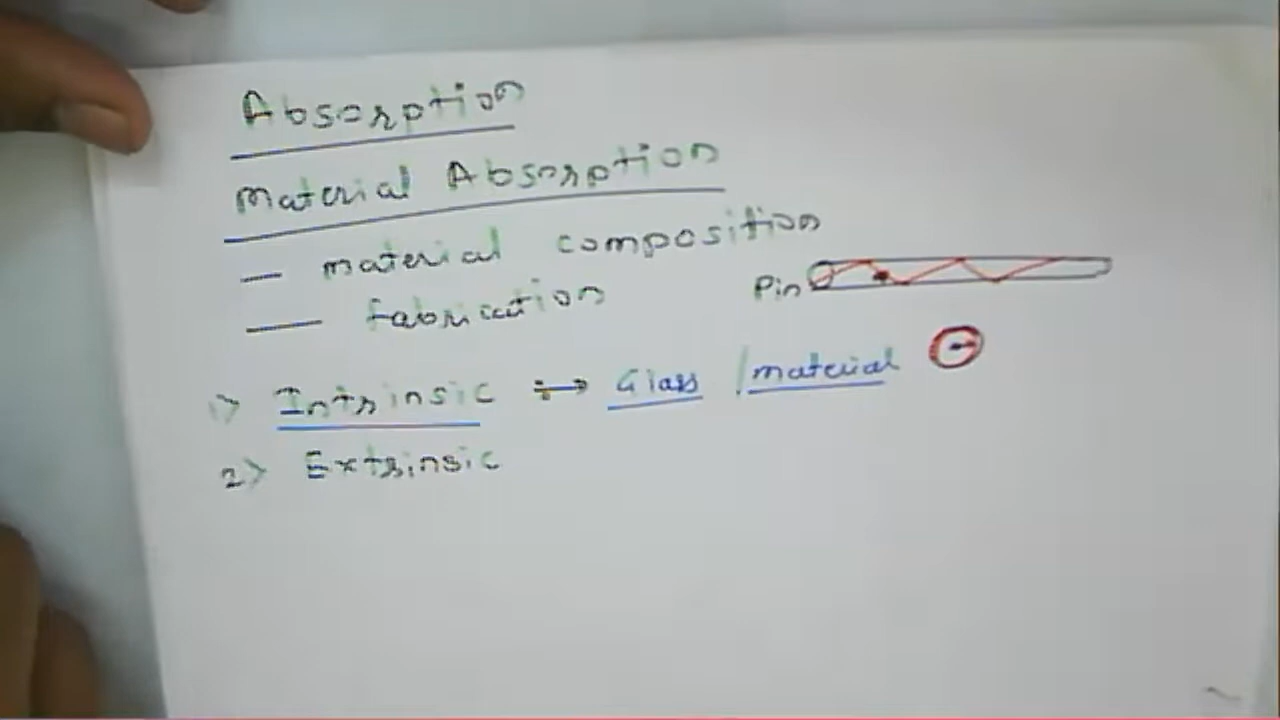 Absorption
Material Absorption
— material composition
— fabrication
Pin
1) Intrinsic → Glass / material
2) Extrinsic